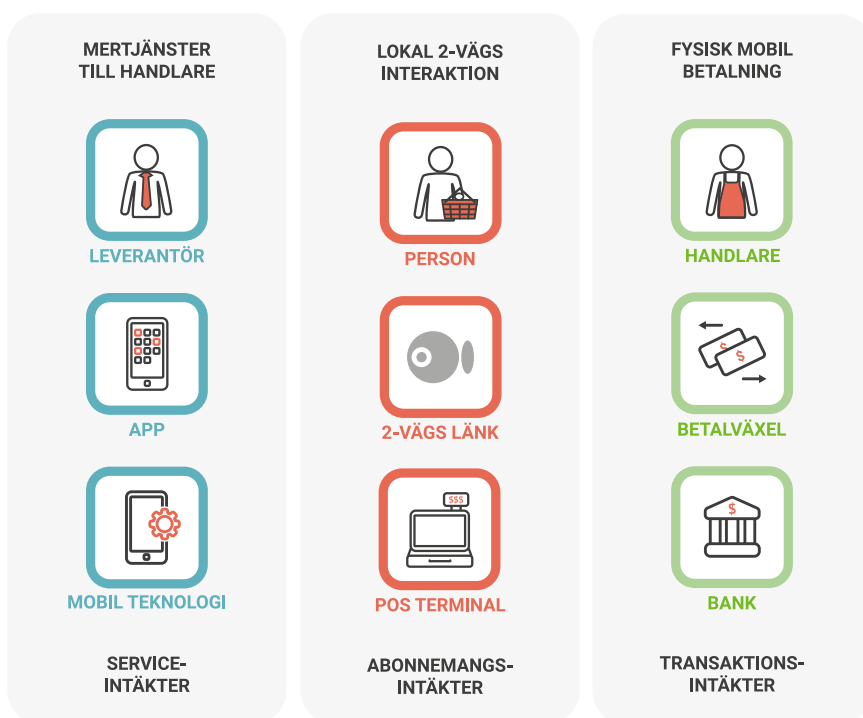 MERTJÄNSTER
TILL HANDLARE
LEVERANTÖR
APP
MOBIL TEKNOLOGI
SERVICE-
INTÄKTER
LOKAL 2-VÄGS
INTERAKTION
PERSON
2-VÄGS LÄNK
$$$
POS TERMINAL
ABONNEMANGS-
INTÄKTER
FYSISK MOBIL
BETALNING
HANDLARE
$
$
BETALVÄXEL
$
BANK
TRANSAKTIONS-
INTÄKTER